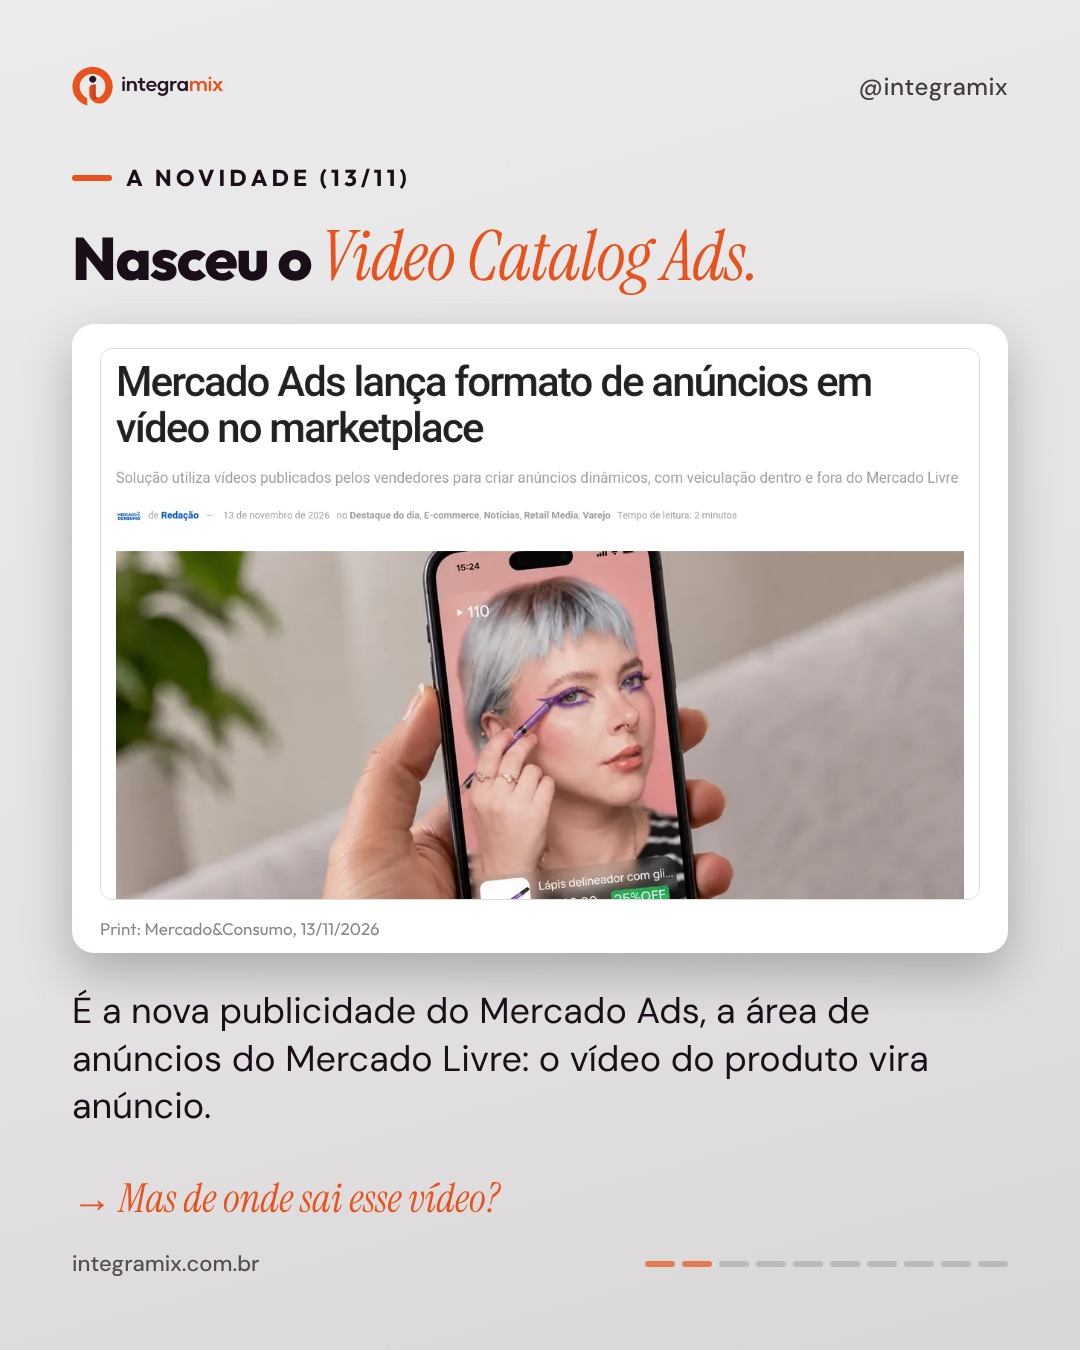 integramix
@integramix
A NOVIDADE (13/11)
Nasceu o Video Catalog Ads.
Mercado Ads lança formato de anúncios em
vídeo no marketplace
Solução utiliza vídeos publicados pelos vendedores para criar anúncios dinâmicos, com veiculação dentro e fora do Mercado Livre
MERCADO& CONSUMO de Redação — 13 de novembro de 2026 no Destaque do dia, E-commerce, Notícias, Retail Media, Varejo Tempo de leitura: 2 minutos
15:24
110
Lápis delineador com gli...
25%OFF
Print: Mercado&Consumo, 13/11/2026
É a nova publicidade do Mercado Ads, a área de
anúncios do Mercado Livre: o vídeo do produto vira
anúncio.
→ Mas de onde sai esse vídeo?
integramix.com.br